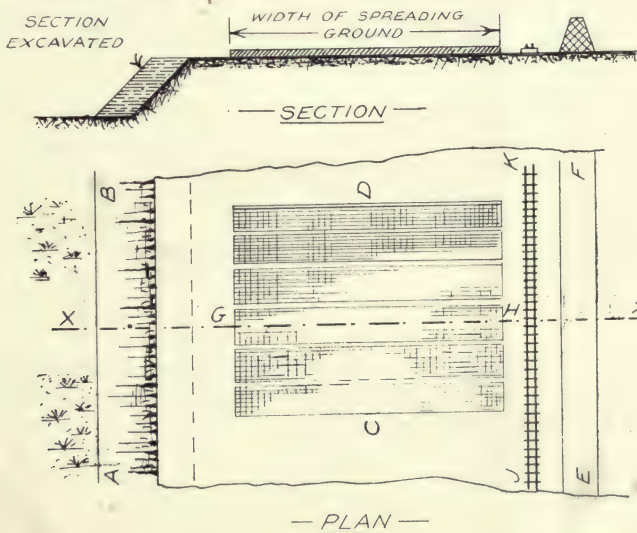 SECTION
EXCAVATED
WIDTH OF SPREADING
GROUND
— SECTION —
A
B
X
G
C
D
H
J
K
E
F
X
— PLAN —